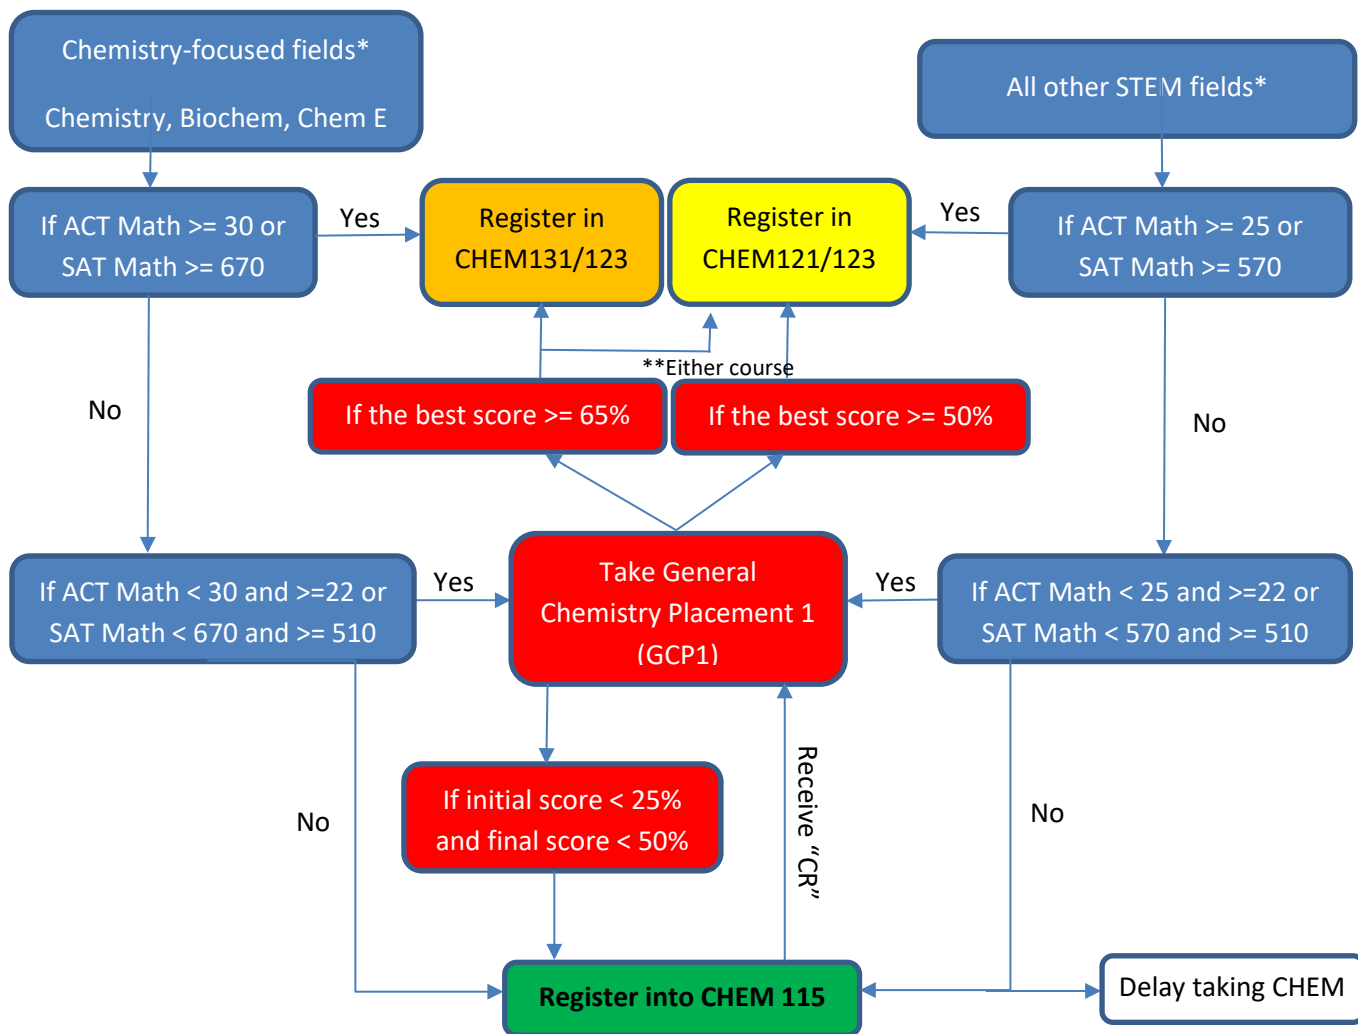 Chemistry-focused fields*
Chemistry, Biochem, Chem E
All other STEM fields*
If ACT Math >= 30 or
SAT Math >= 670
Yes
Register in
CHEM131/123
Register in
CHEM121/123
Yes
If ACT Math >= 25 or
SAT Math >= 570
**Either course
No
If the best score >= 65%
If the best score >= 50%
No
If ACT Math < 30 and >=22 or
SAT Math < 670 and >= 510
Yes
Take General
Chemistry Placement 1
(GCP1)
Yes
If ACT Math < 25 and >=22 or
SAT Math < 570 and >= 510
No
If initial score < 25%
and final score < 50%
Receive “CR”
No
Register into CHEM 115
Delay taking CHEM